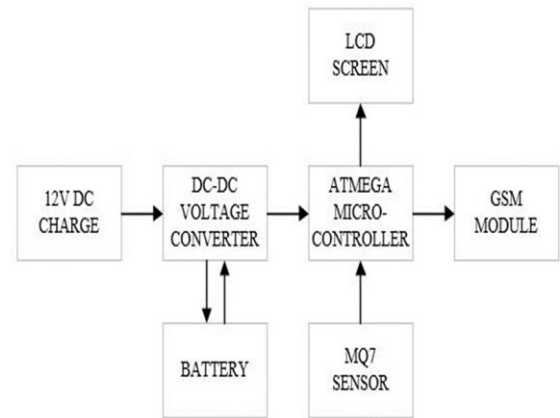 LCD
SCREEN
12V DC
CHARGE
DC-DC
VOLTAGE
CONVERTER
ATMEGA
MICRO-
CONTROLLER
GSM
MODULE
BATTERY
MQ7
SENSOR